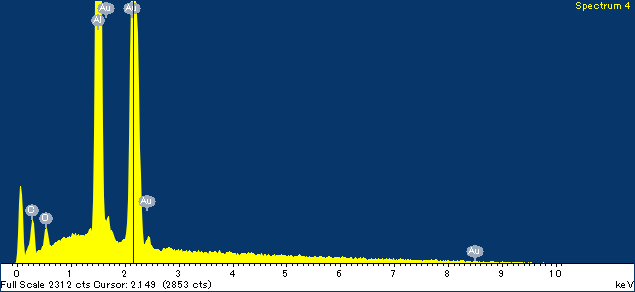 Spectrum 4
Au
Au
Al
Au
O
Au
0 1 2 3 4 5 6 7 8 9 10
Full Scale 2312 cts Cursor: 2.149 (2853 cts) keV